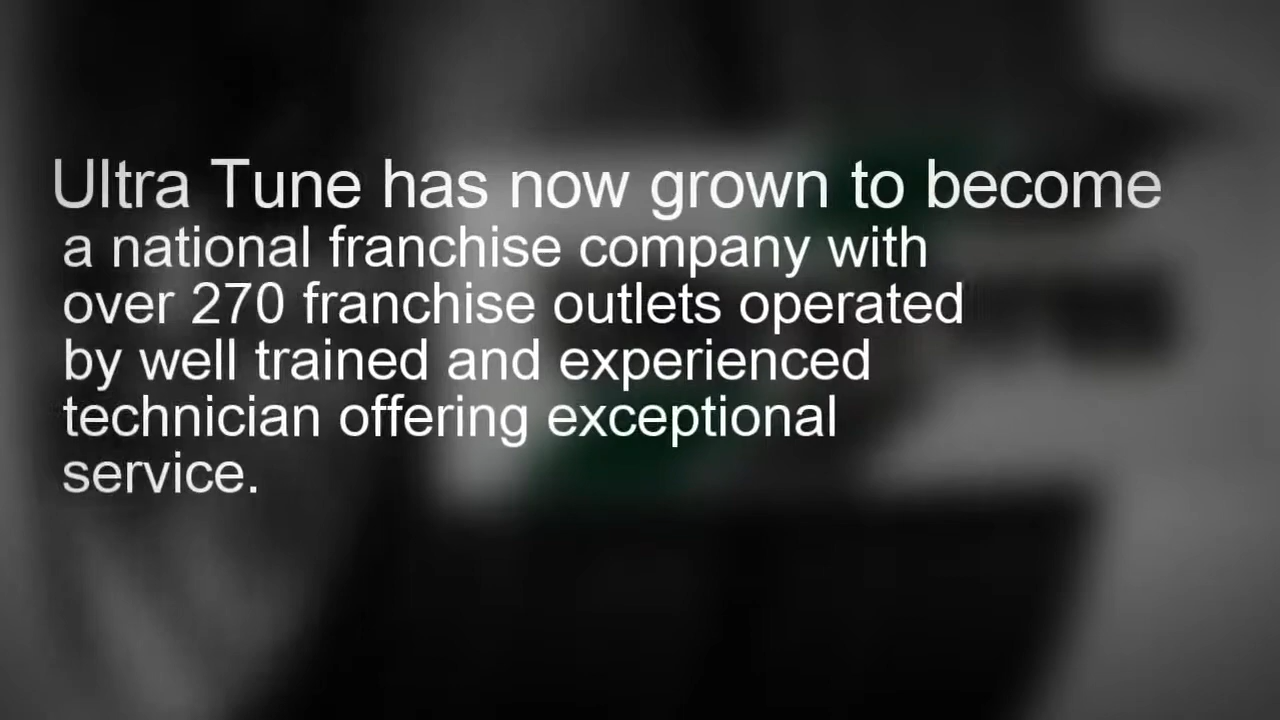 Ultra Tune has now grown to become
a national franchise company with
over 270 franchise outlets operated
by well trained and experienced
technician offering exceptional
service.